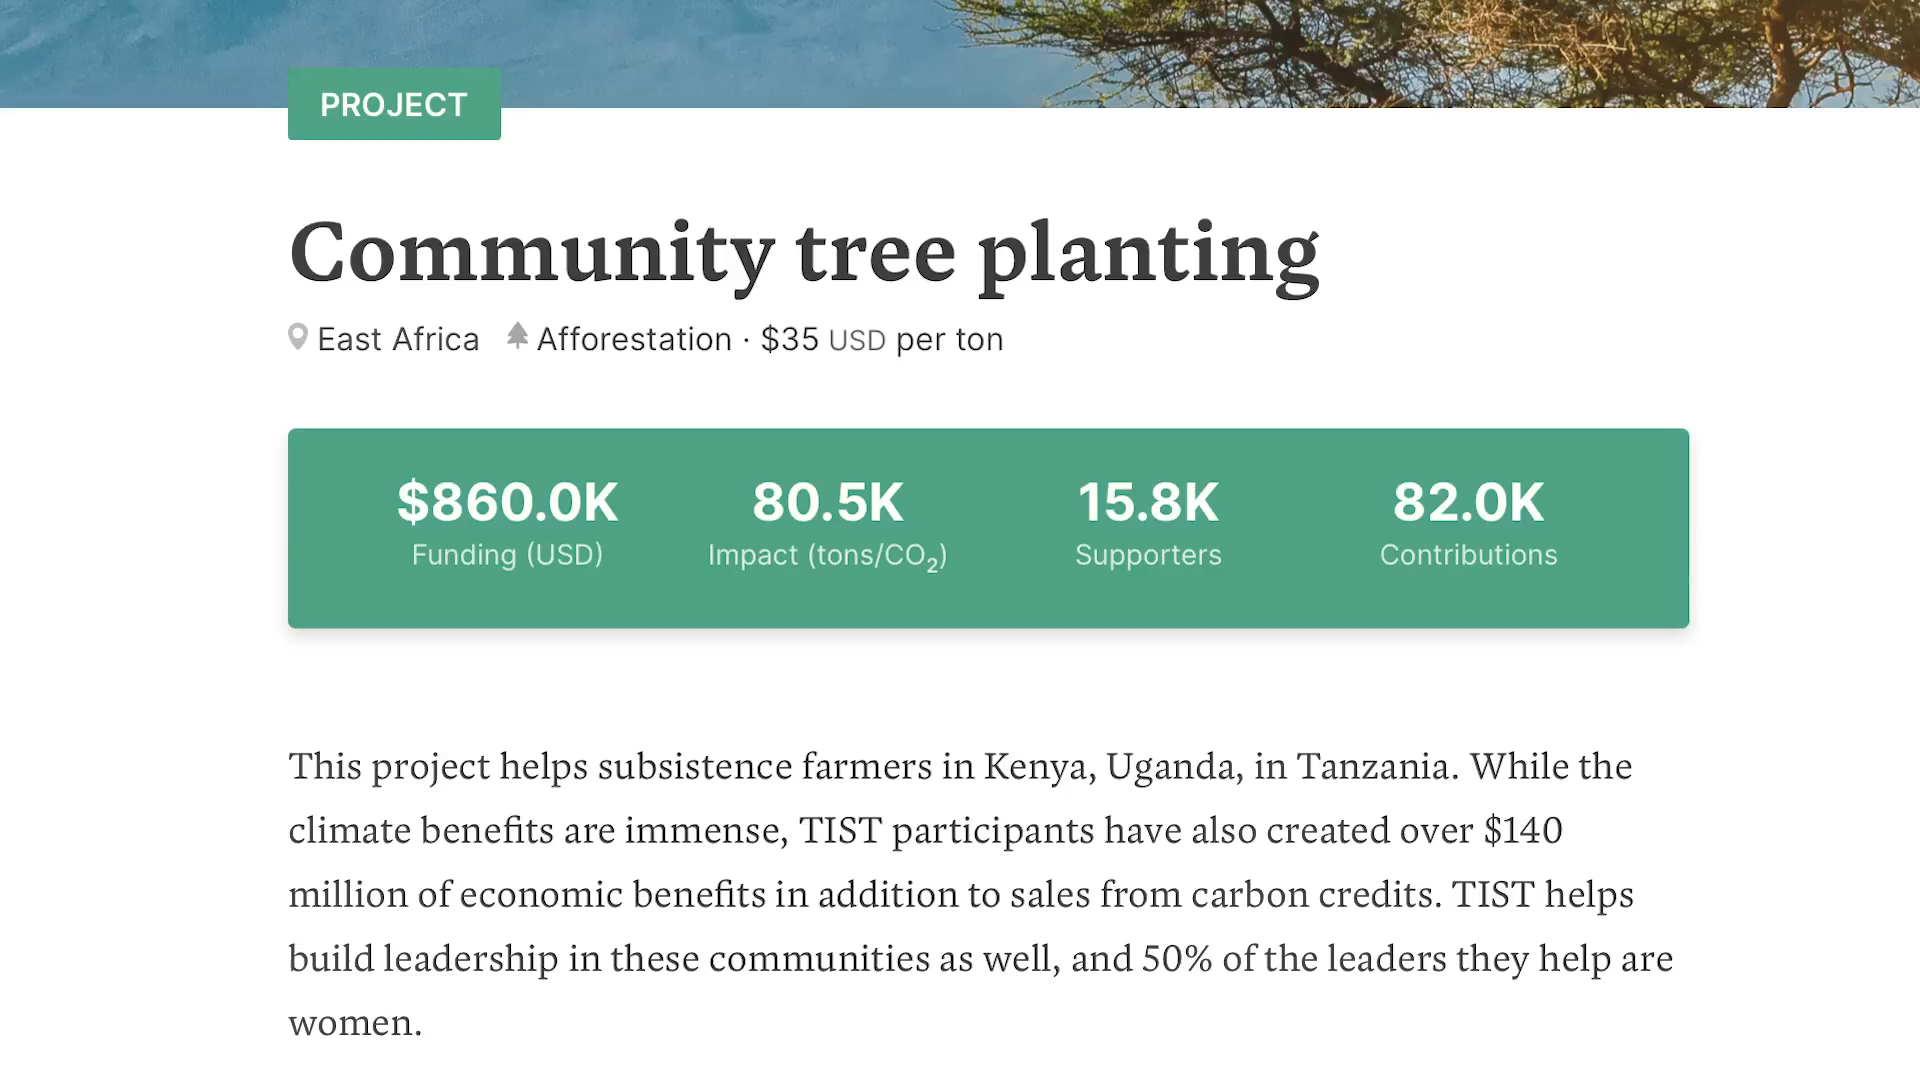 PROJECT
Community tree planting
East Africa Afforestation · $35 USD per ton
$860.0K 80.5K 15.8K 82.0K
Funding (USD) Impact (tons/CO₂) Supporters Contributions
This project helps subsistence farmers in Kenya, Uganda, in Tanzania. While the
climate benefits are immense, TIST participants have also created over $140
million of economic benefits in addition to sales from carbon credits. TIST helps
build leadership in these communities as well, and 50% of the leaders they help are
women.